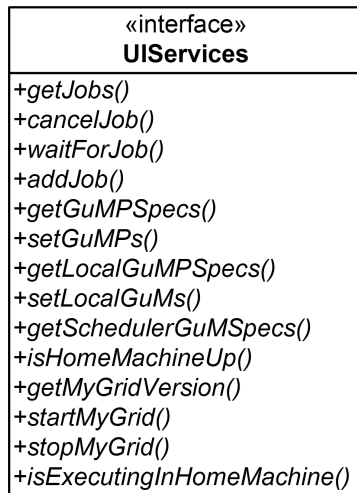 «interface»
UIServices
+getJobs()
+cancelJob()
+waitForJob()
+addJob()
+getGuMPSpecs()
+setGuMPs()
+getLocalGuMPSpecs()
+setLocalGuMs()
+getSchedulerGuMSpecs()
+isHomeMachineUp()
+getMyGridVersion()
+startMyGrid()
+stopMyGrid()
+isExecutingInHomeMachine()